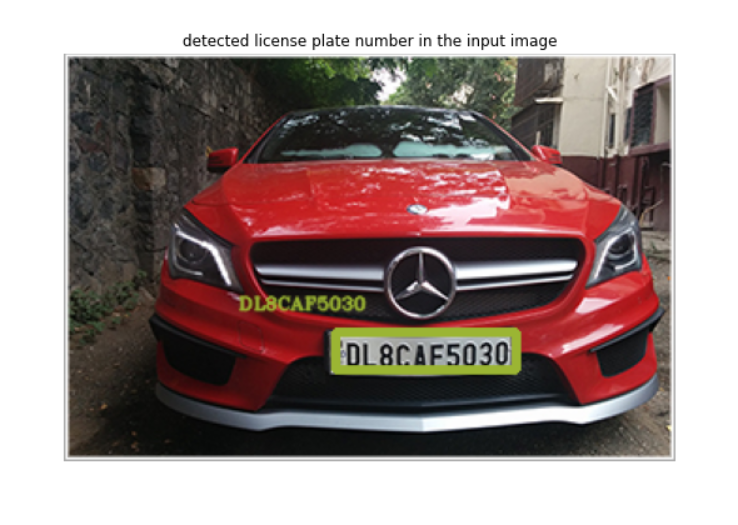 detected license plate number in the input image
DL8CAF5030
DL8CAF5030